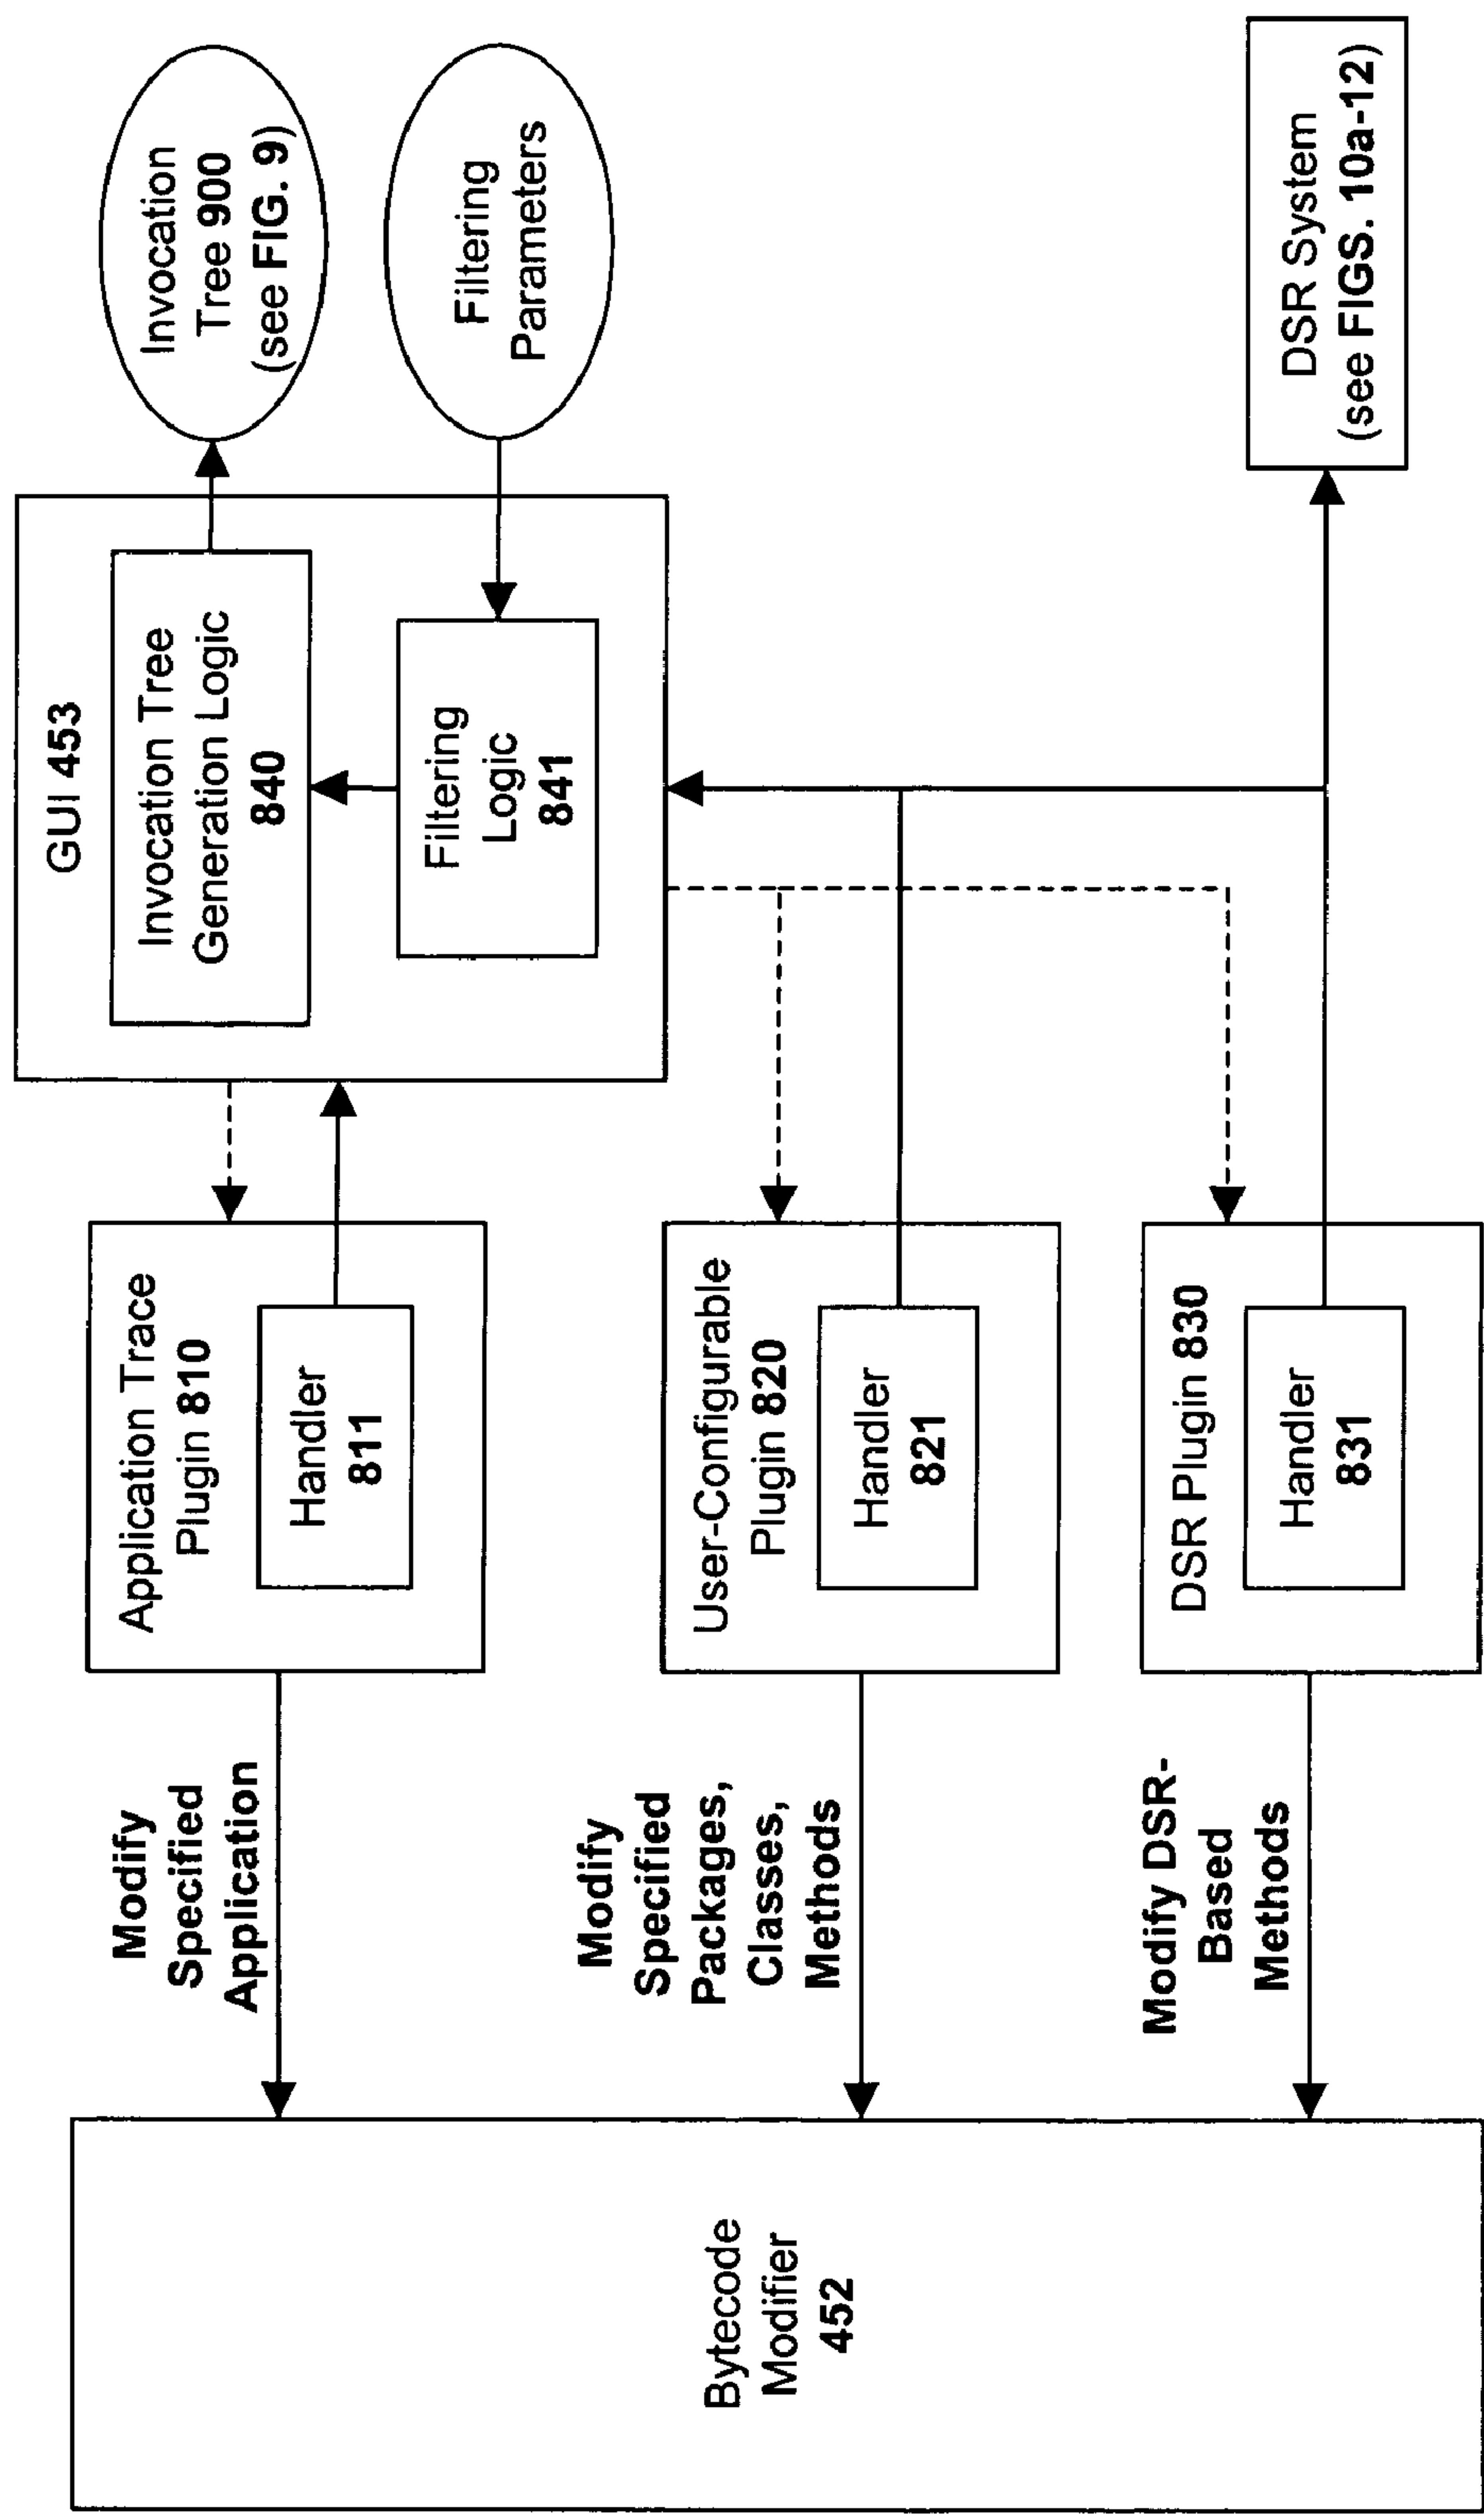 Bytecode
Modifier
452
Modify
Specified
Application
Modify
Specified
Packages,
Classes,
Methods
Modify DSR-
Based
Methods
Application Trace
Plugin 810
Handler
811
User-Configurable
Plugin 820
Handler
821
DSR Plugin 830
Handler
831
GUI 453
Invocation Tree
Generation Logic
840
Filtering
Logic
841
Invocation
Tree 900
(see FIG. 9)
Filtering
Parameters
DSR System
(see FIGS. 10a-12)